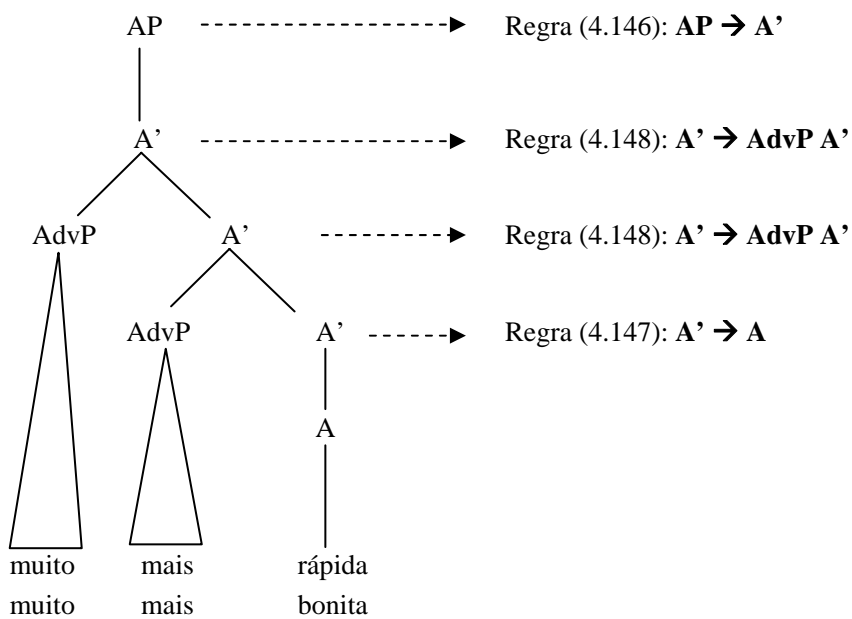 AP Regra (4.146): AP → A’
A’ Regra (4.148): A’ → AdvP A’
AdvP A’ Regra (4.148): A’ → AdvP A’
AdvP A’ Regra (4.147): A’ → A
A
muito mais rápida
muito mais bonita